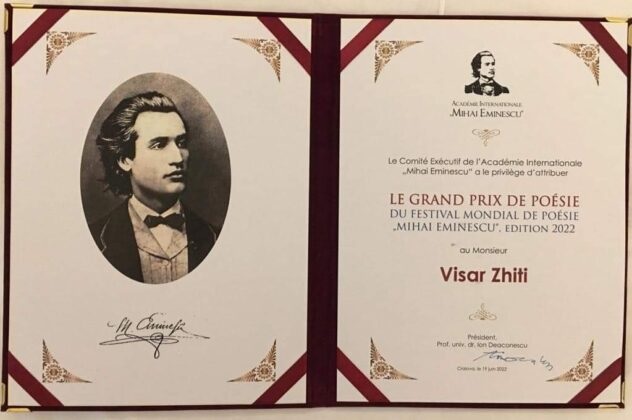 M. Eminescu
ACADÉMIE INTERNATIONALE
„MIHAI EMINESCU"
Le Comité Exécutif de l'Académie Internationale
„Mihai Eminescu" a le privilège d'attribuer
LE GRAND PRIX DE POÉSIE
DU FESTIVAL MONDIAL DE POÉSIE
„MIHAI EMINESCU", EDITION 2022
au Monsieur
Visar Zhiti
Président,
Prof. univ. dr. Ion Deaconescu
Craiova, le 19 juin 2022